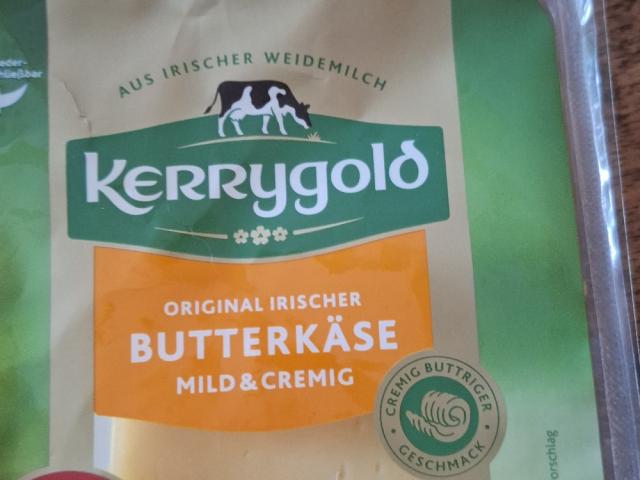 AUS IRISCHER WEIDEMILCH
KERRYgold
ORIGINAL IRISCHER
BUTTERKÄSE
MILD & CREMIG
CREMIG BUTTRIGER
GESCHMACK